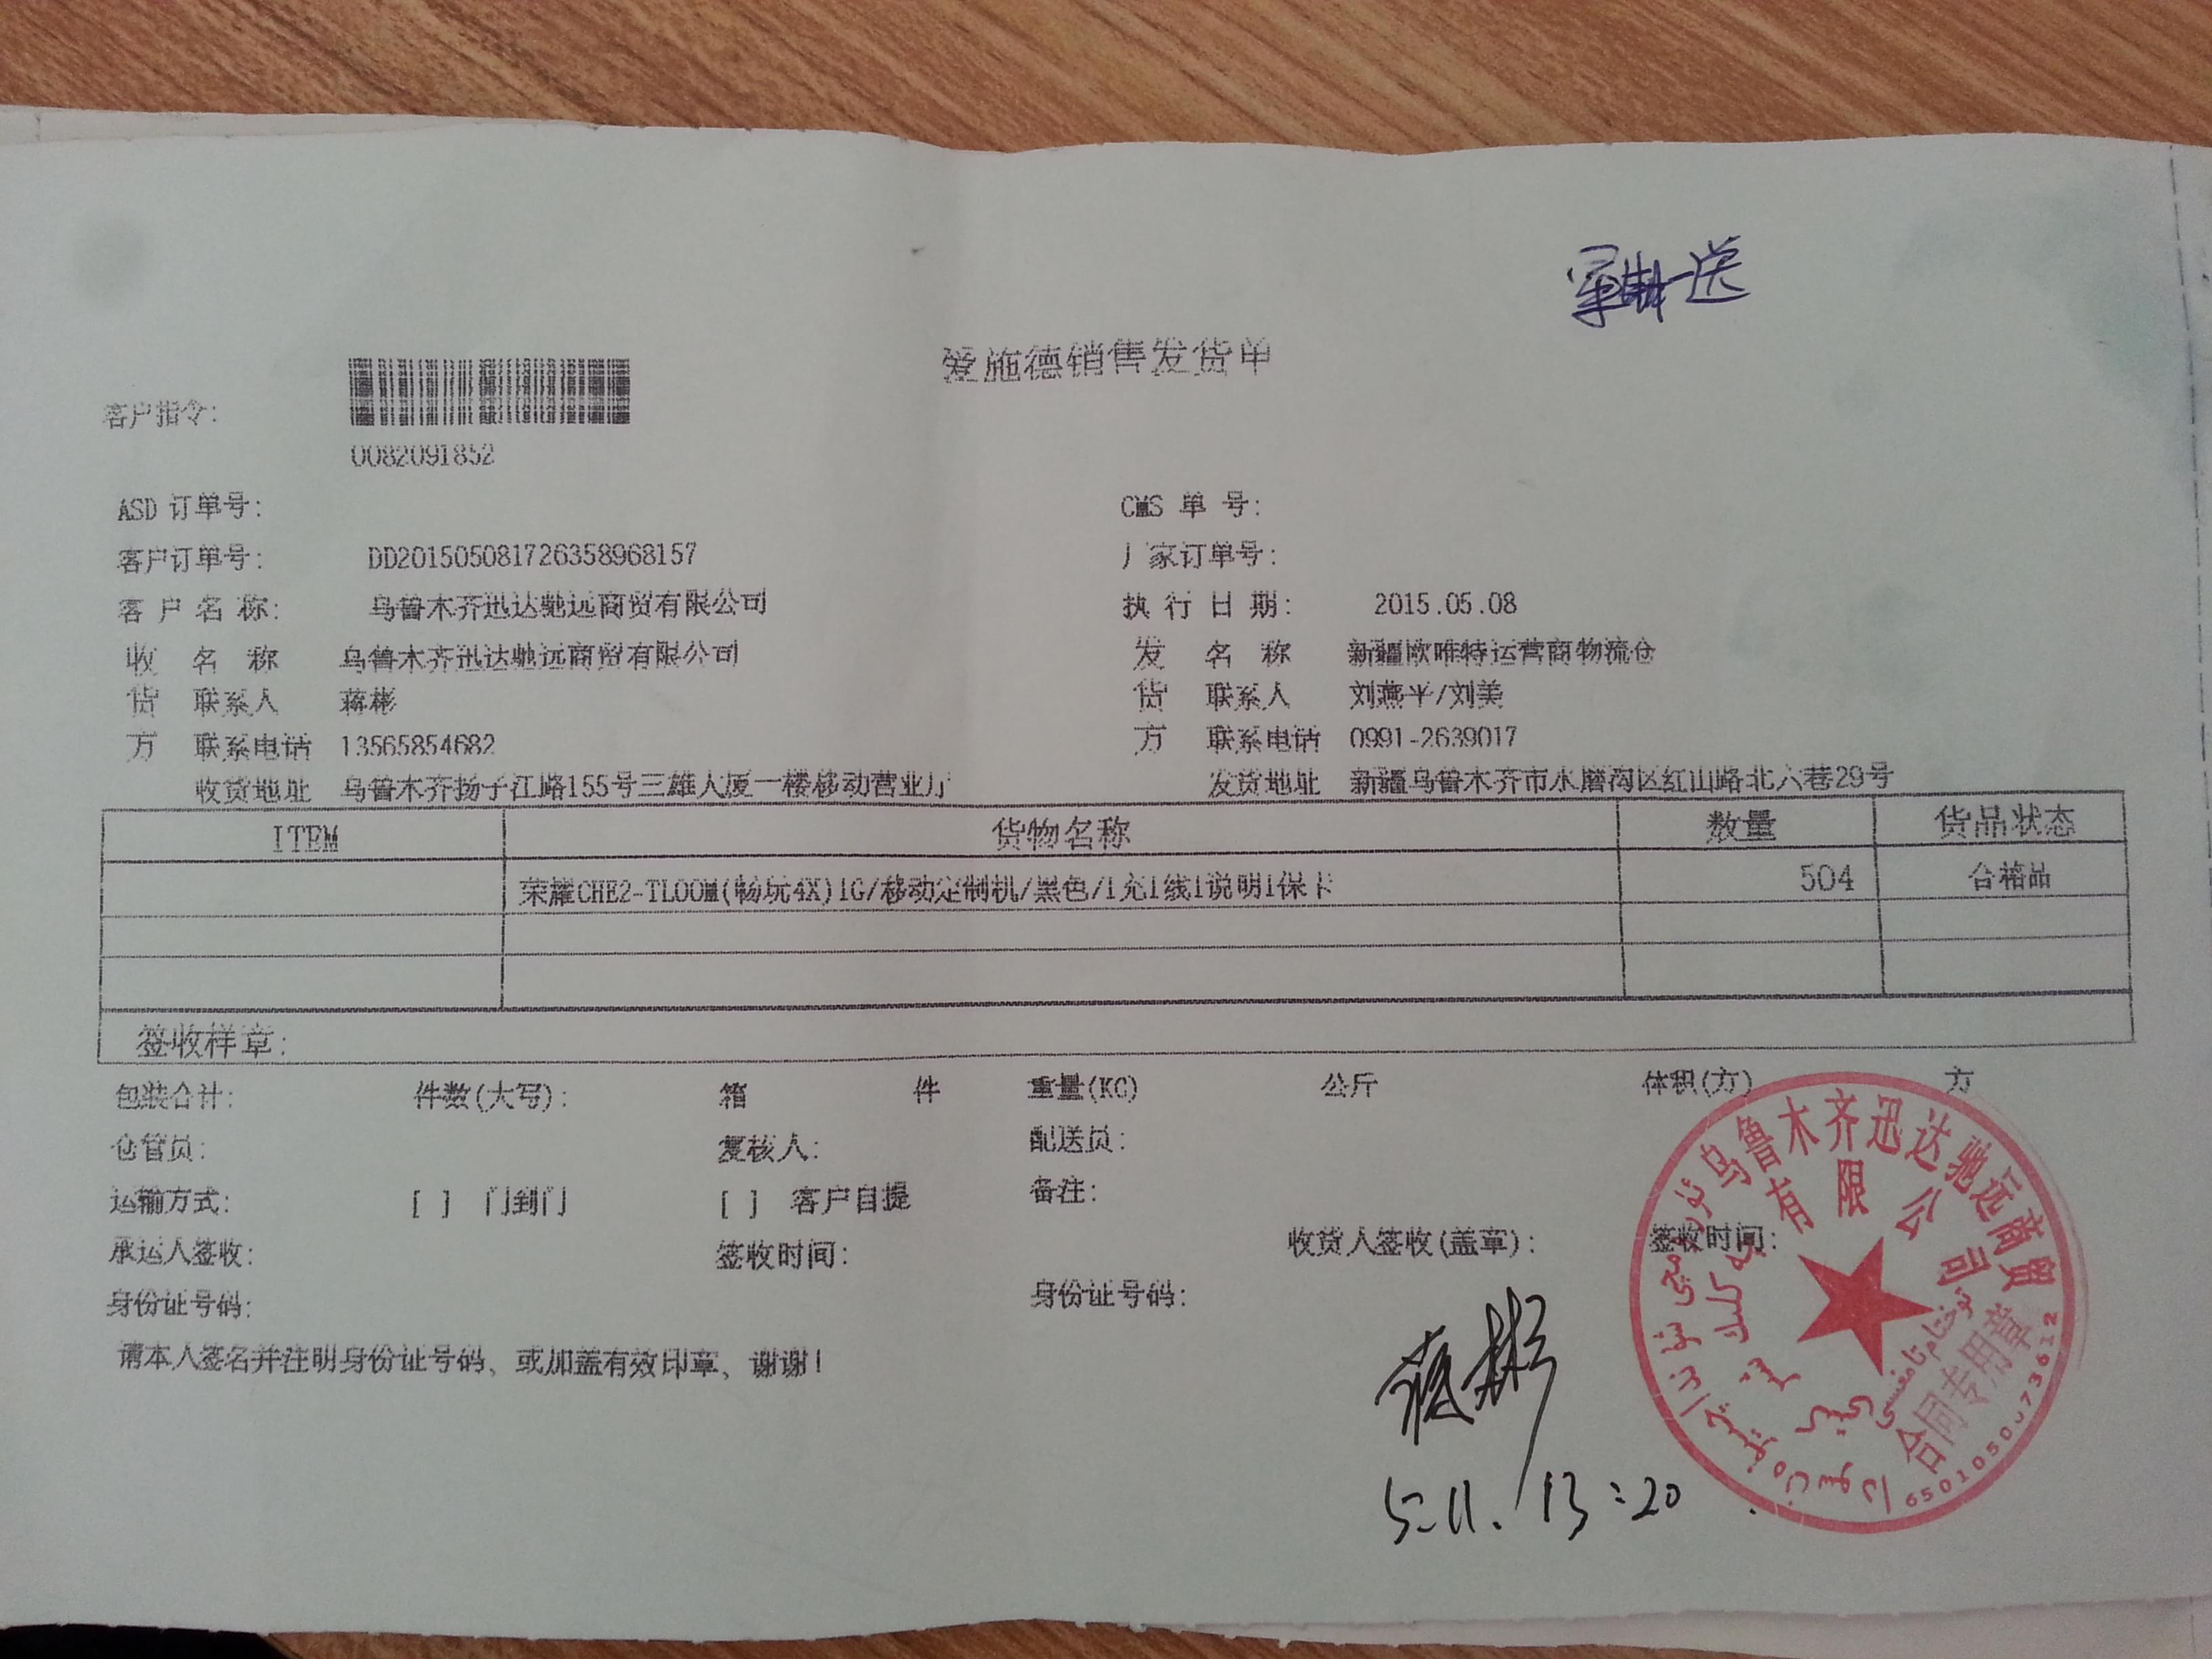 送
爱施德销售发货单
客户指令:
0082091852
ASD 订单号: CMS 单 号:
客户订单号: DD20150508172635896​8157 厂家订单号:
客 户 名 称: 乌鲁木齐迅达驰远商贸有限公司 执 行 日 期: 2015.05.08
收 名 称 乌鲁木齐迅达驰远商贸有限公司 发 名 称 新疆欧唯特运营商物流仓
货 联系人 蒋彬 货 联系人 刘燕平/刘美
方 联系电话 13565854682 方 联系电话 0991-2639017
收货地址 乌鲁木齐扬子江路155号三雄大厦一楼移动营业厅 发货地址 新疆乌鲁木齐市水磨沟区红山路北六巷29号
ITEM 货物名称 数量 货品状态
荣耀CHE2-TL00M(畅玩4X)1G/移动定制机/黑色/1充1线1说明1保卡 504 合格品
签收样章:
包装合计: 件数(大写): 箱 件 重量(KG) 公斤 体积(方) 方
仓管员: 复核人: 配送员:
运输方式: [ ] 门到门 [ ] 客户自提 备注:
承运人签收: 签收时间: 收货人签收(盖章): 签收时间:
身份证号码: 身份证号码:
请本人签名并注明身份证号码、或加盖有效印章、谢谢!
蒋彬
5-11. 13:20
乌鲁木齐迅达驰远商贸
有限公司
合同专用章